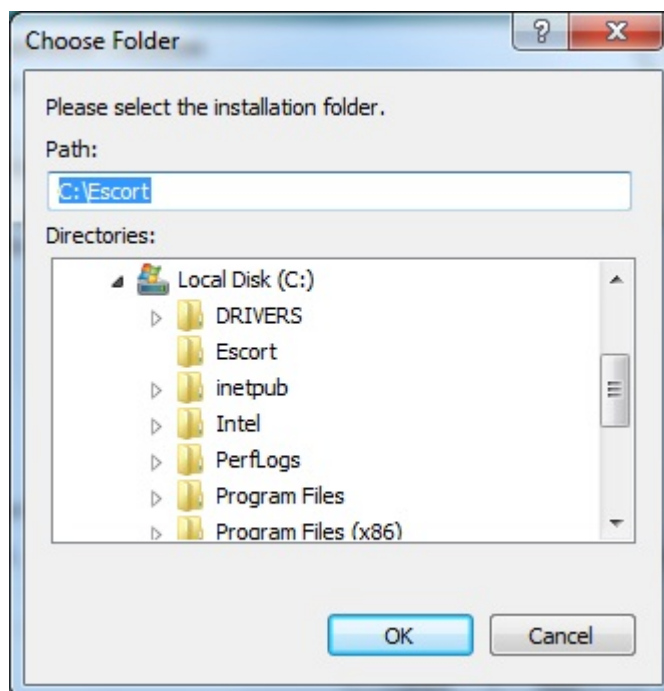 Choose Folder
Please select the installation folder.
Path:
C:\Escort
Directories:
Local Disk (C:)
DRIVERS
Escort
inetpub
Intel
PerfLogs
Program Files
Program Files (x86)
OK Cancel